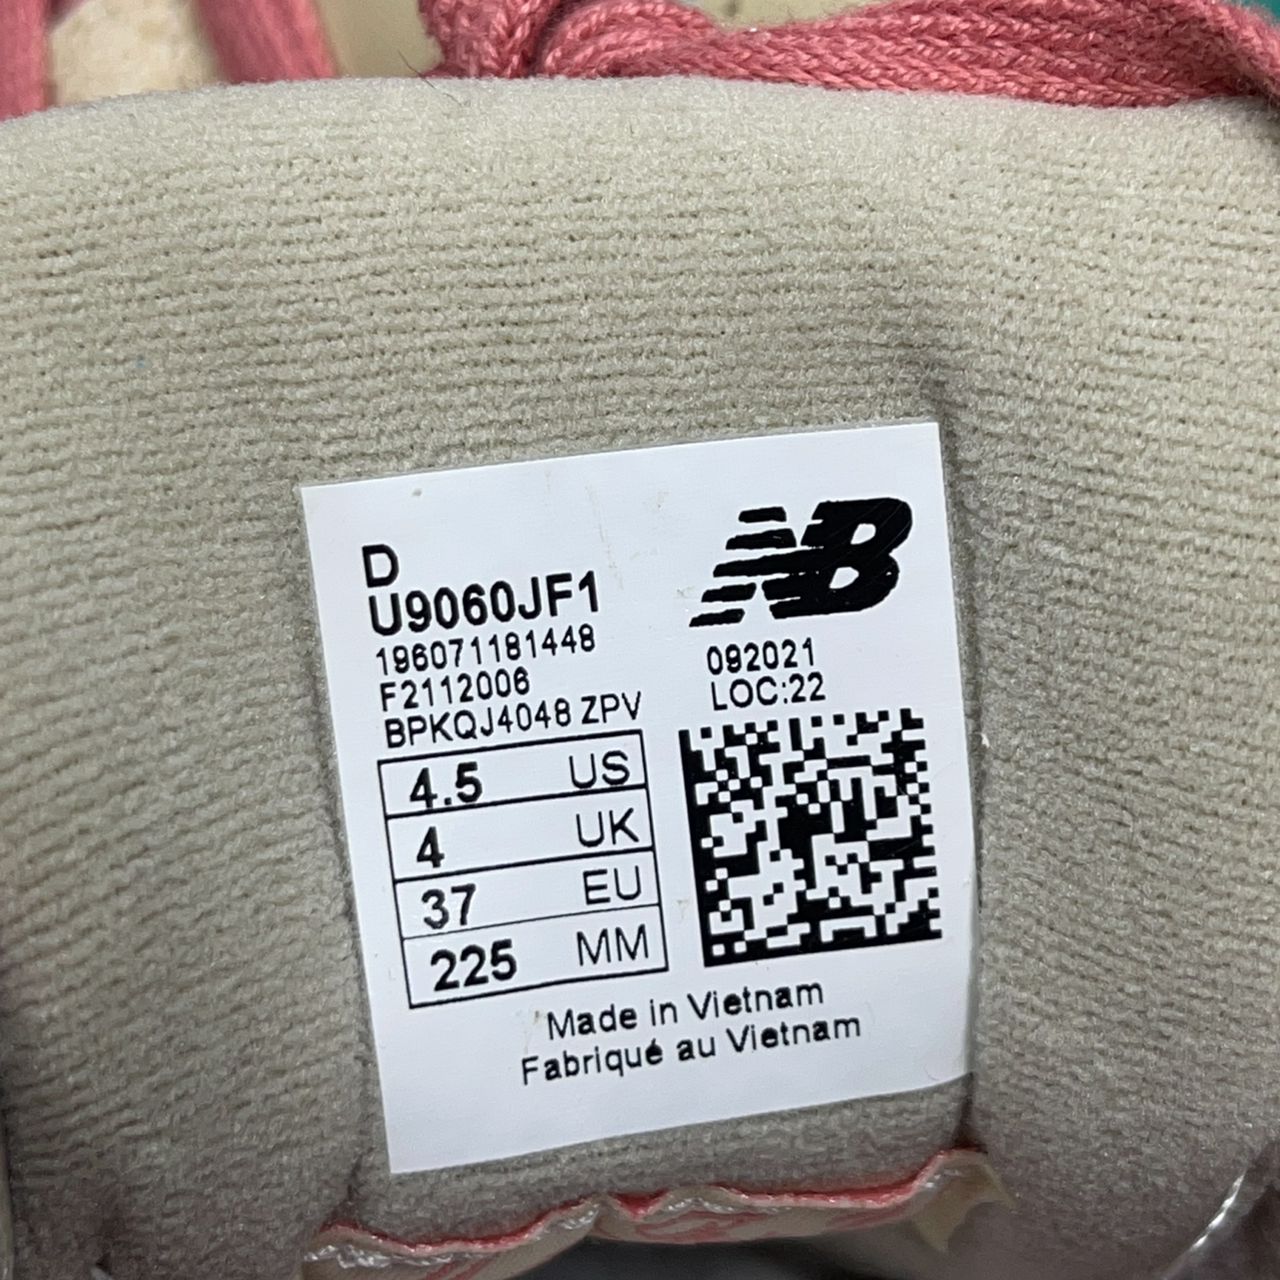 D
U9060JF1
196071181448
F2112006
BPKQJ4048 ZPV
NB
092021
LOC:22
4.5 US
4 UK
37 EU
225 MM
Made in Vietnam
Fabriqué au Vietnam